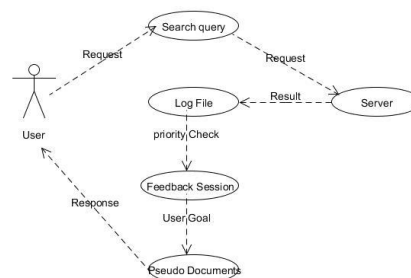 Search query
Request
Request
Log File
Result
Server
User
priority Check
Feedback Session
Response
User Goal
Pseudo Documents